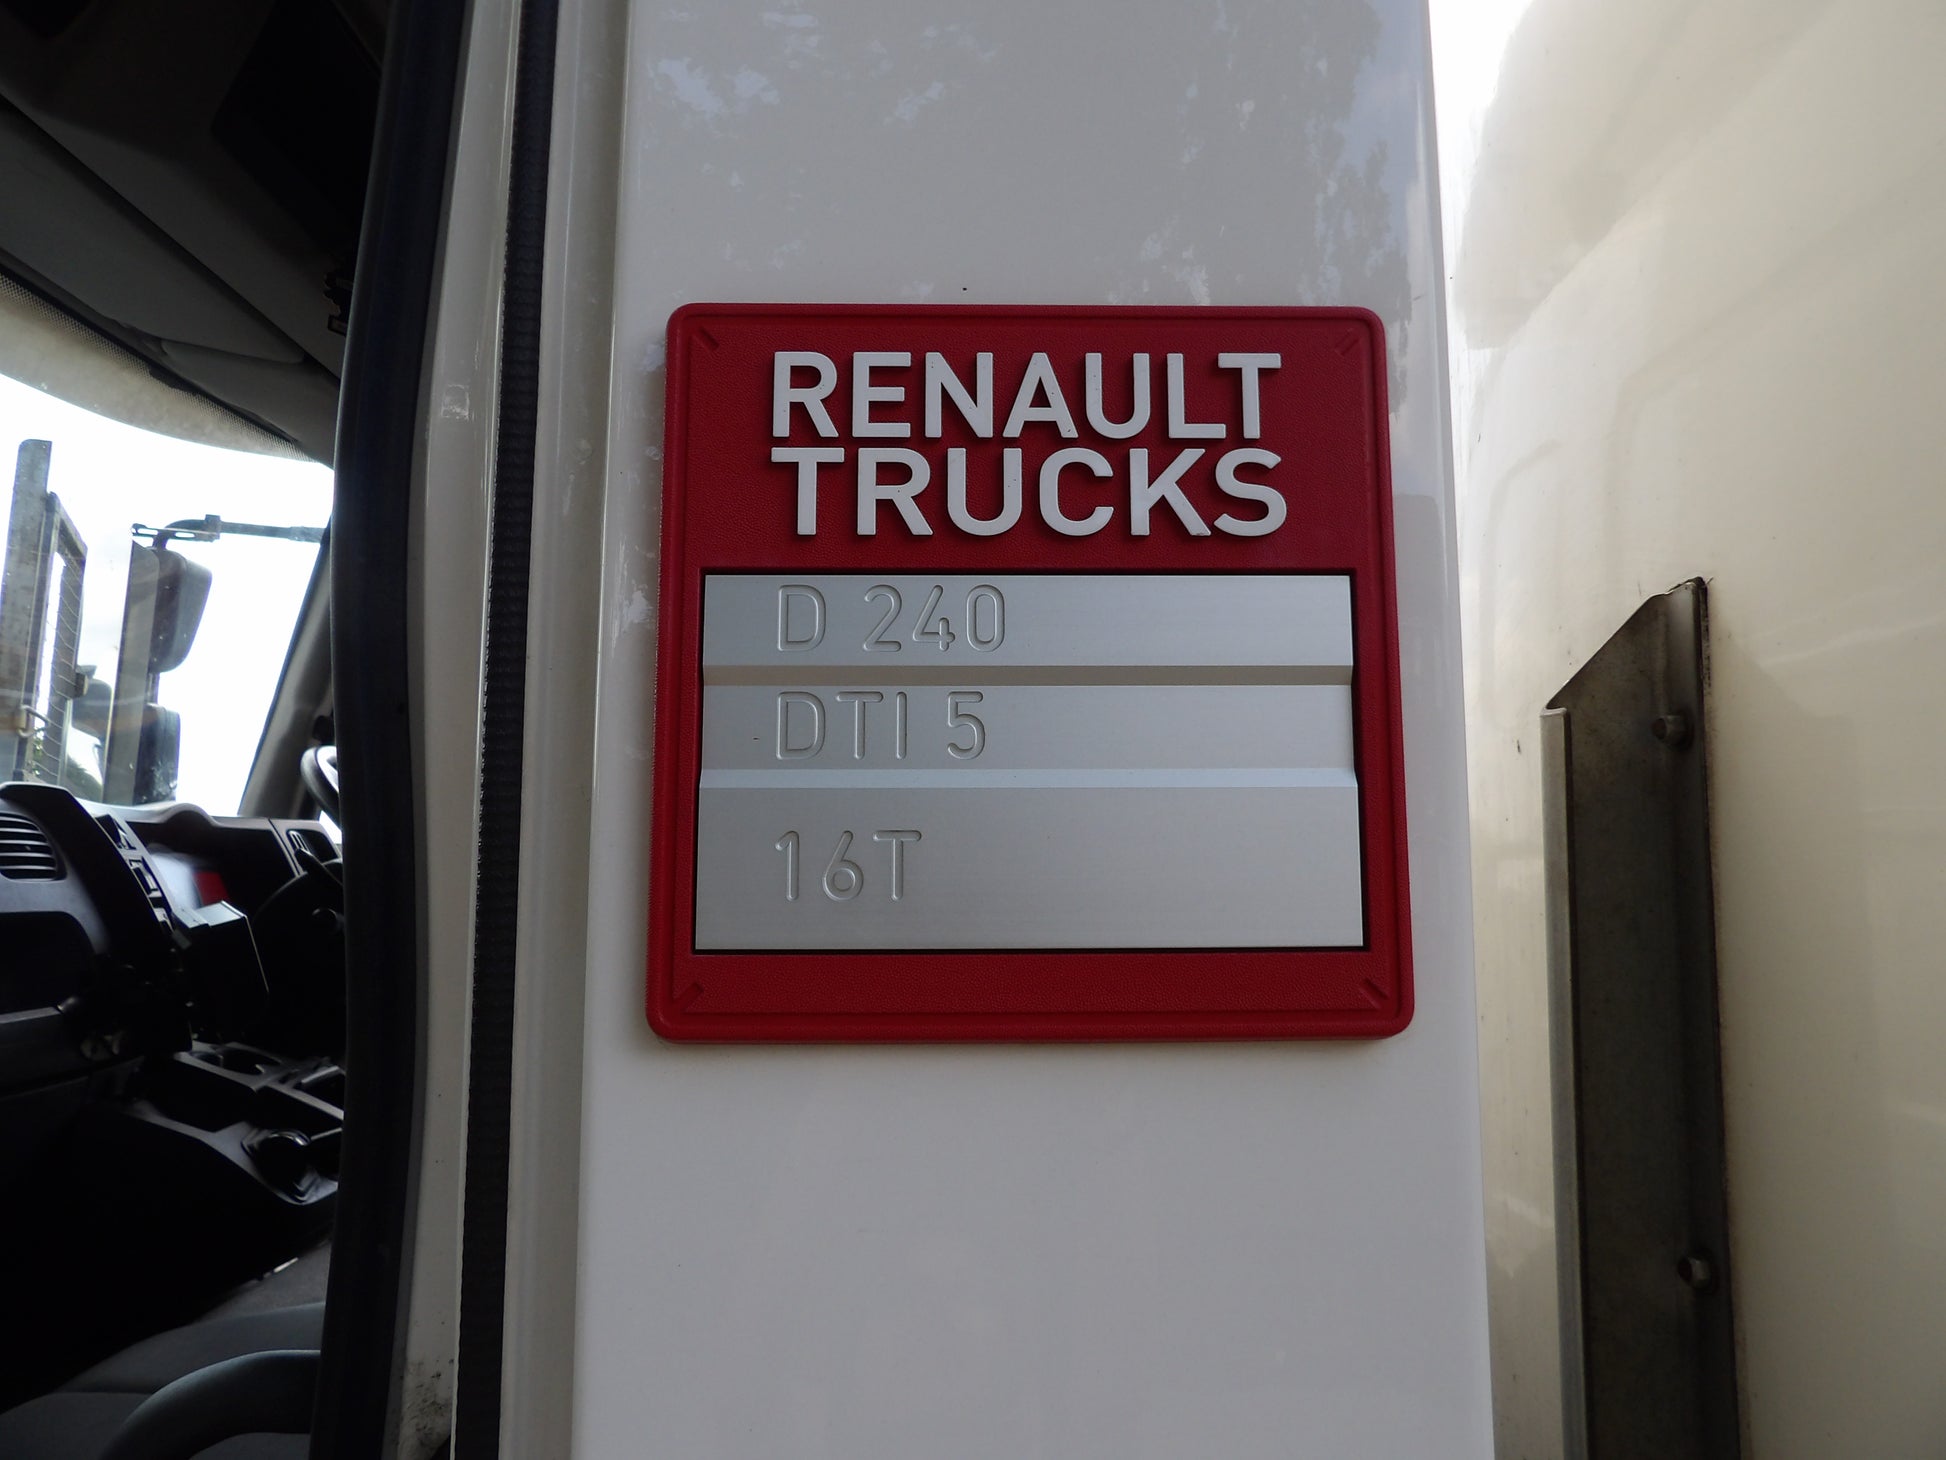 RENAULT
TRUCKS
D 240
DTI 5
16T